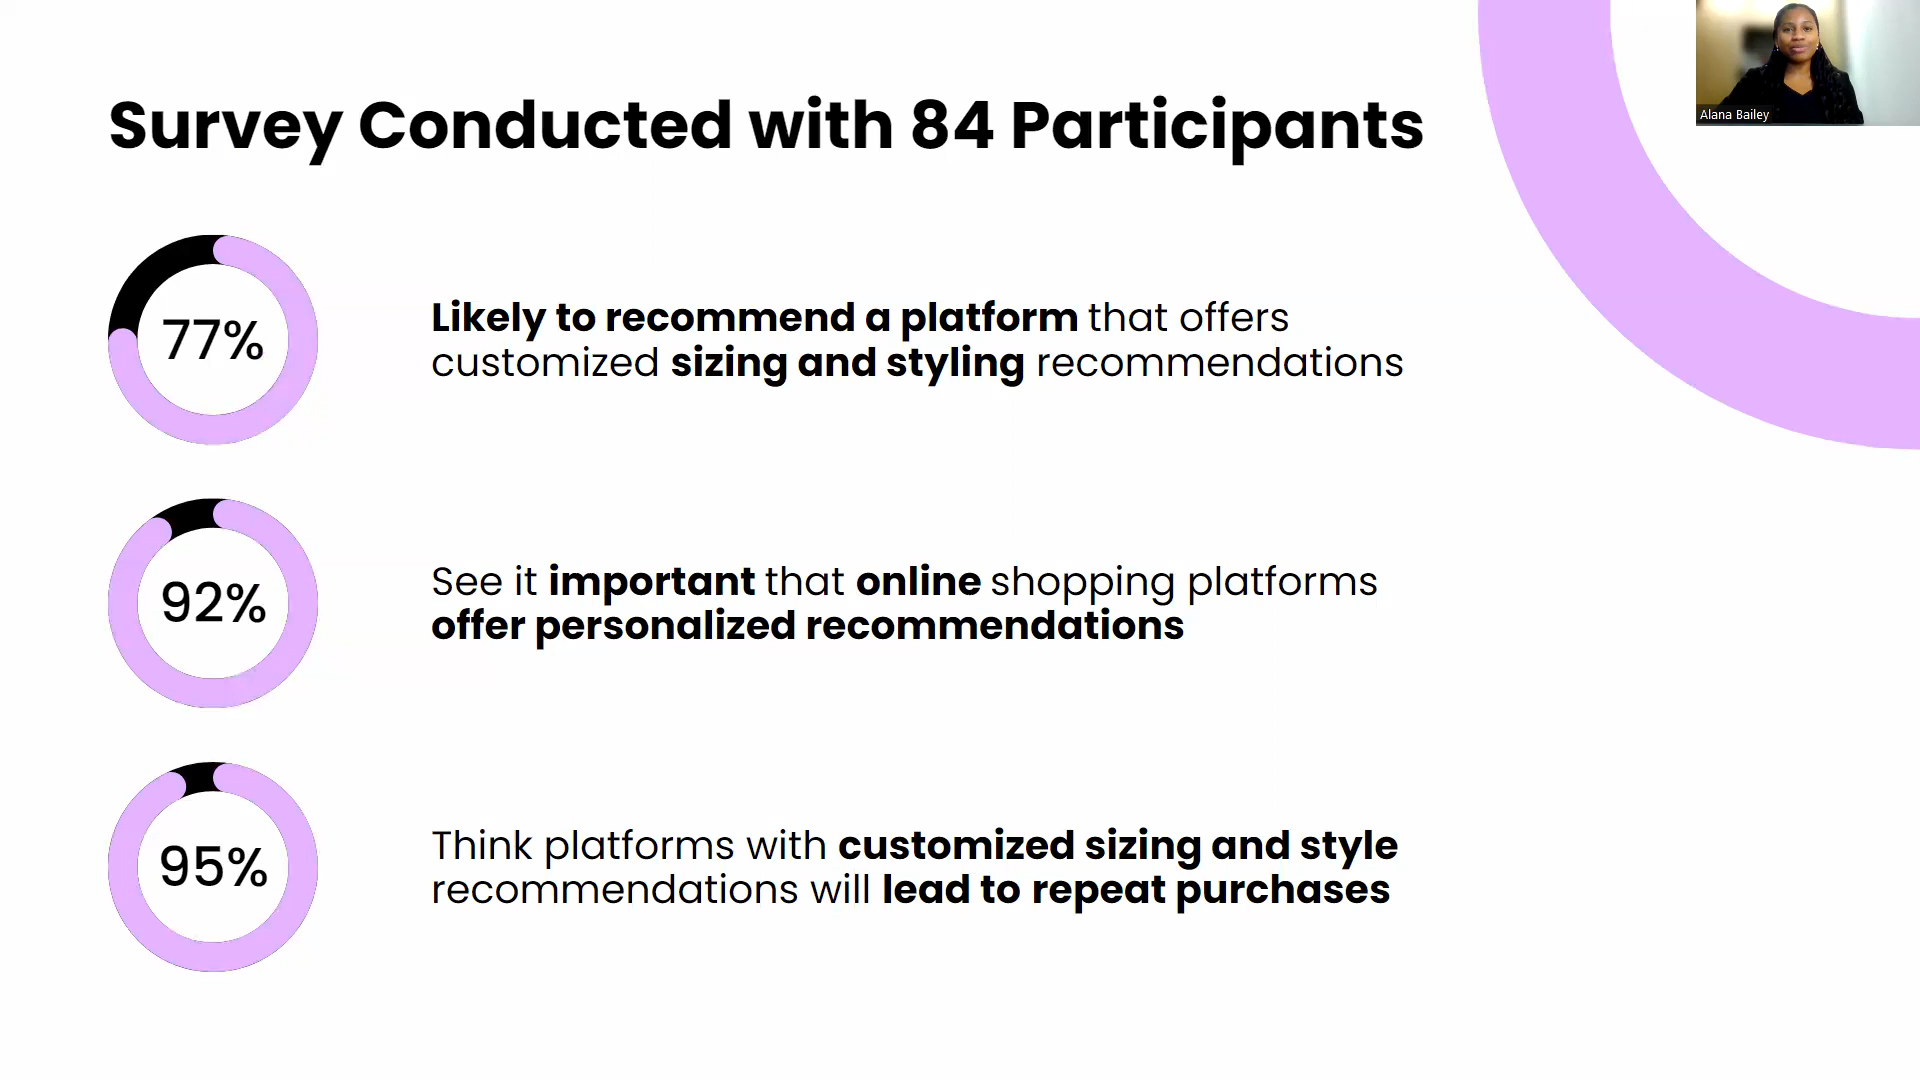 Survey Conducted with 84 Participants
Alana Bailey
77%
Likely to recommend a platform that offers
customized sizing and styling recommendations
92%
See it important that online shopping platforms
offer personalized recommendations
95%
Think platforms with customized sizing and style
recommendations will lead to repeat purchases